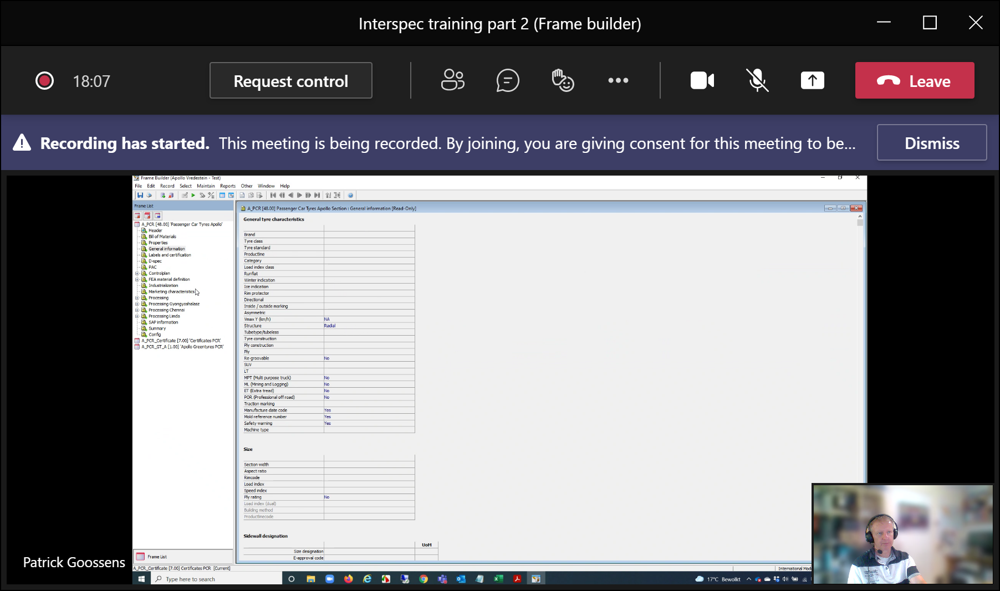 Interspec training part 2 (Frame builder)
18:07
Request control
Leave
Recording has started. This meeting is being recorded. By joining, you are giving consent for this meeting to be...
Dismiss
Frame Builder (Apollo Vredestein - Test)
File Edit Record Select Maintain Reports Other Window Help
Frame List
A_PCR [48.00] 'Passenger Car Tyres Apollo'
Header
Bill of Materials
Properties
General information
Labels and certification
D-spec
PAC
Controlplan
FEA material definition
Industrialization
Marketing characteristics
Processing
Processing Gyongyoshalasz
Processing Chennai
Processing Limda
SAP information
Summary
Config
A_PCR_Certificate [7.00] 'Certificates PCR'
A_PCR_GT_A [1.00] 'Apollo Greentyres PCR'
Frame List
A_PCR [48.00] Passenger Car Tyres Apollo Section : General information [Read-Only]
General tyre characteristics
Brand
Tyre class
Tyre standard
Productline
Category
Load index class
Runflat
Winter indication
Ice indication
Rim protector
Directional
Inside / outside marking
Asymmetric
Vmax Y (km/h) NA
Structure Radial
Tubetype/tubeless
Tyre construction
Ply construction
Ply
Re-groovable No
SUV
LT
MPT (Multi purpose truck) No
ML (Mining and Logging) No
ET (Extra tread) No
POR (Professional off road) No
Traction marking
Manufacture date code Yes
Mold reference number Yes
Safety warning Yes
Machine type
Size
Section width
Aspect ratio
Rimcode
Load index
Speed index
Ply rating No
Load index (dual)
Building method
Productlinecode
Sidewall designation
UoM
Size designation
E-approval code
Patrick Goossens
A_PCR_Certificate [7.00] Certificates PCR [Current]
International Mod
Type here to search
17°C Bewolkt